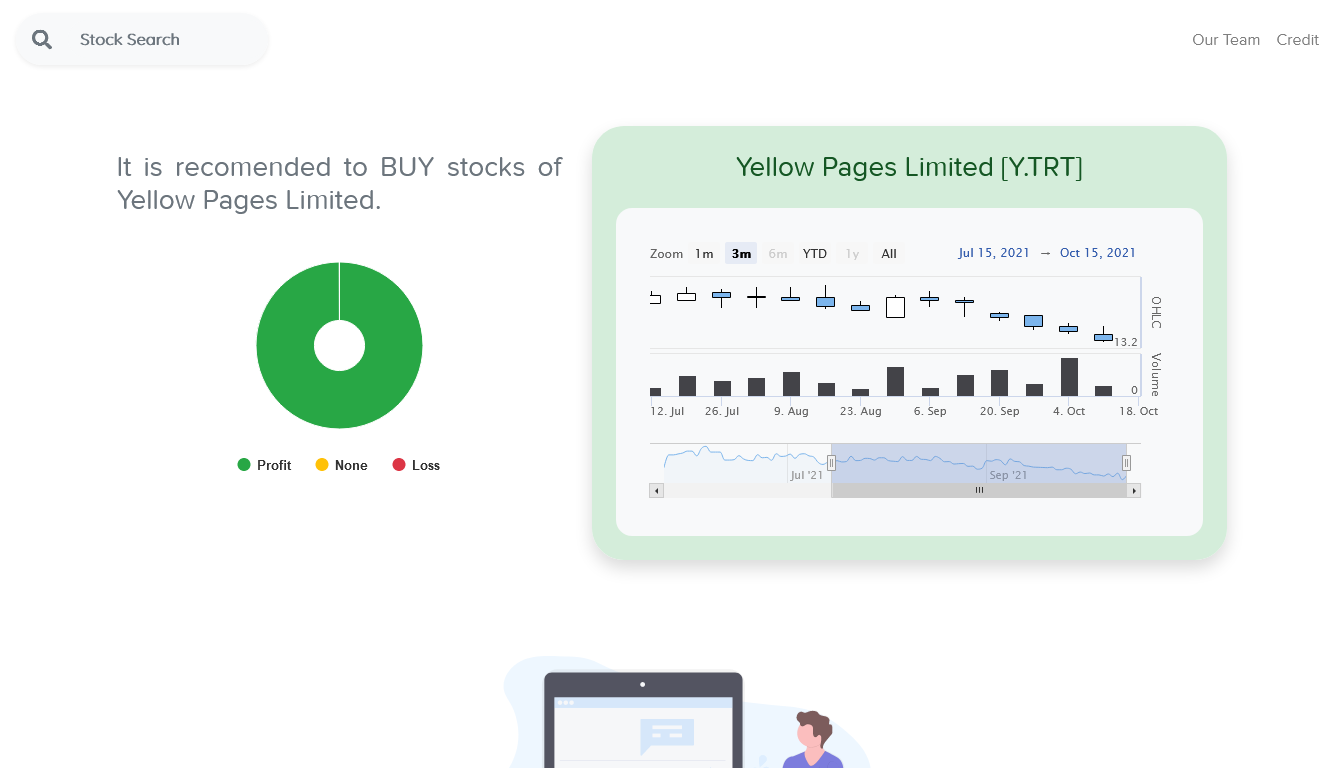 Stock Search
Our Team Credit
It is recomended to BUY stocks of
Yellow Pages Limited.
Profit None Loss
Yellow Pages Limited [Y.TRT]
Zoom 1m 3m 6m YTD 1y All Jul 15, 2021 → Oct 15, 2021
OHLC
13.2
Volume
0
12. Jul 26. Jul 9. Aug 23. Aug 6. Sep 20. Sep 4. Oct 18. Oct
Jul '21 Sep '21